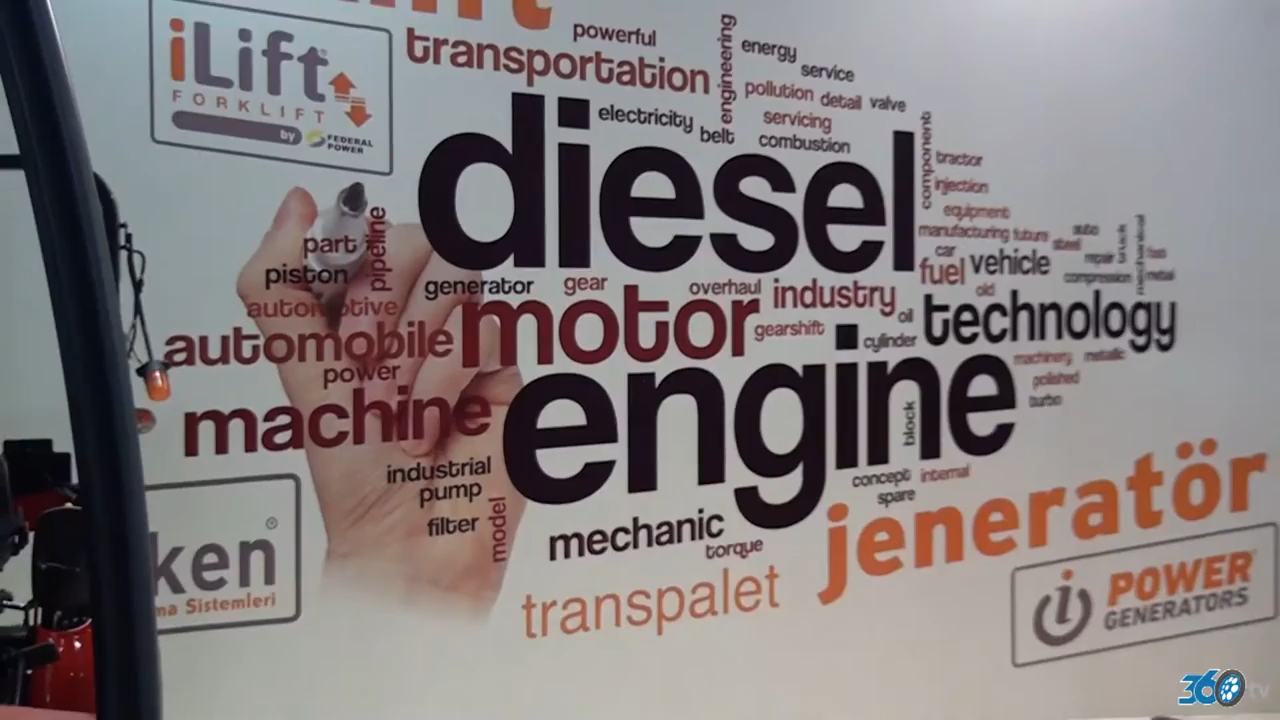 iLift
FORKLIFT
by FEDERAL POWER
powerful
transportation
engineering
energy
service
pollution detail valve
servicing
electricity
belt combustion
diesel
component
tractor
injection
equipment
manufacturing future auto
steel
car
fuel vehicle
repair truck
mechanical
compression metal
old
part
pipeline
piston
generator gear overhaul industry
automotive
oil
technology
automobile motor
gearshift
cylinder
power
machinery metallic
machine engine
polished
turbo
block
industrial
pump
concept internal
spare
filter
model
mechanic
torque
jeneratör
transpalet
ken®
ma Sistemleri
i POWER
GENERATORS
360tv